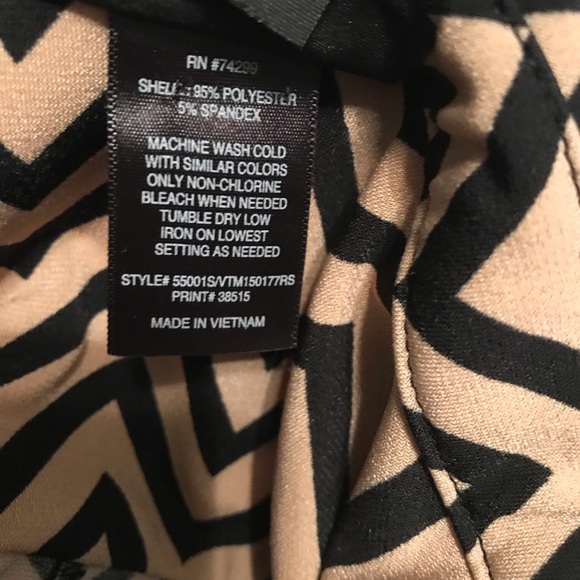 RN #74299
SHELL: 95% POLYESTER
5% SPANDEX
MACHINE WASH COLD
WITH SIMILAR COLORS
ONLY NON-CHLORINE
BLEACH WHEN NEEDED
TUMBLE DRY LOW
IRON ON LOWEST
SETTING AS NEEDED
STYLE# 55001S/VTM150177RS
PRINT# 38515
MADE IN VIETNAM